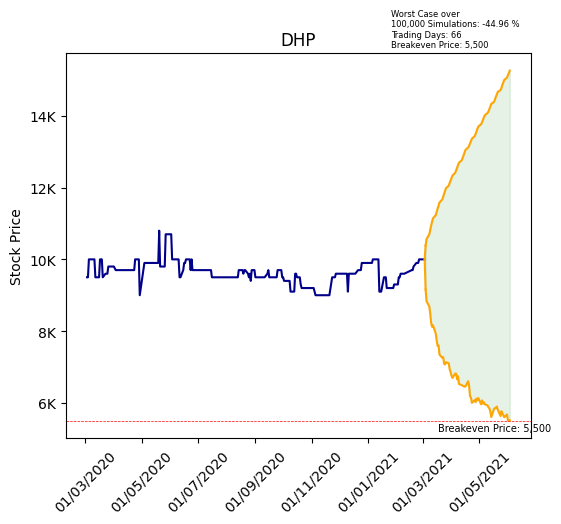 Worst Case over
100,000 Simulations: -44.96 %
Trading Days: 66
Breakeven Price: 5,500
DHP
Stock Price
14K
12K
10K
8K
6K
Breakeven Price: 5,500
01/03/2020
01/05/2020
01/07/2020
01/09/2020
01/11/2020
01/01/2021
01/03/2021
01/05/2021